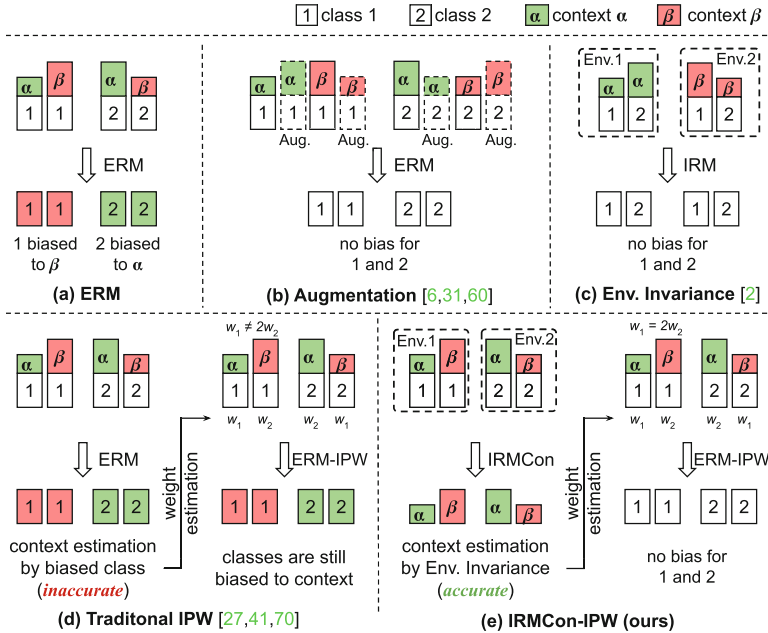 1 class 1 2 class 2 α context α β context β
α β α β
1 1 2 2
ERM
1 1 2 2
1 biased
to β
2 biased
to α
(a) ERM
α α β β α α β β
1 1 1 1 2 2 2 2
Aug. Aug. Aug. Aug.
ERM
1 1 2 2
no bias for
1 and 2
(b) Augmentation [6,31,60]
Env.1 Env.2
α α β β
1 2 1 2
IRM
1 2 1 2
no bias for
1 and 2
(c) Env. Invariance [2]
α β α β
1 1 2 2
ERM
1 1 2 2
context estimation
by biased class
(inaccurate)
weight
estimation
w1 ≠ 2w2
α β α β
1 1 2 2
w1 w2 w2 w1
ERM-IPW
1 1 2 2
classes are still
biased to context
(d) Traditonal IPW [27,41,70]
Env.1 Env.2
α β α β
1 1 2 2
IRMCon
α β α β
context estimation
by Env. Invariance
(accurate)
weight
estimation
w1 = 2w2
α β α β
1 1 2 2
w1 w2 w2 w1
ERM-IPW
1 1 2 2
no bias for
1 and 2
(e) IRMCon-IPW (ours)